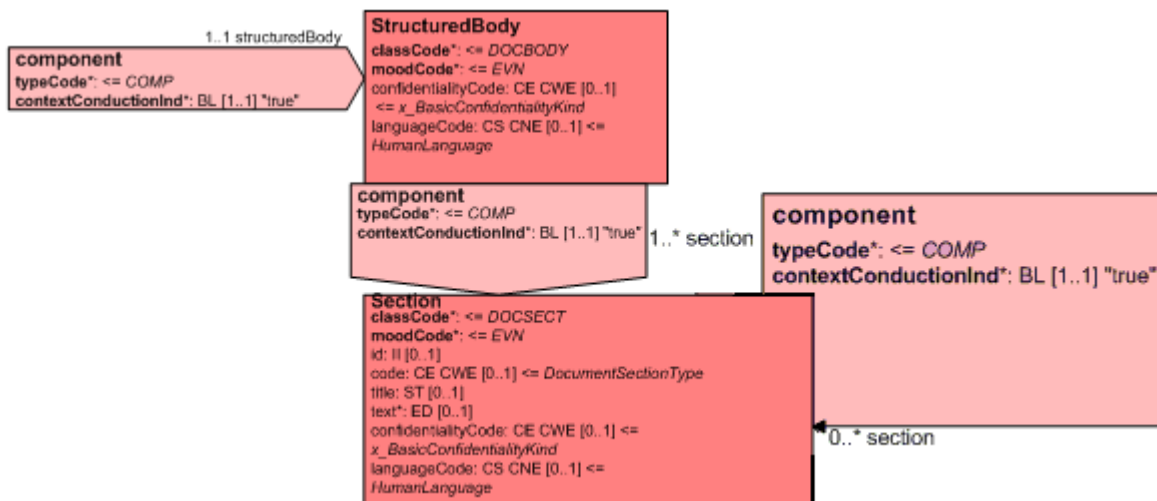 1..1 structuredBody
component
typeCode*: <= COMP
contextConductionInd*: BL [1..1] "true"
StructuredBody
classCode*: <= DOCBODY
moodCode*: <= EVN
confidentialityCode: CE CWE [0..1]
<= x_BasicConfidentialityKind
languageCode: CS CNE [0..1] <=
HumanLanguage
component
typeCode*: <= COMP
contextConductionInd*: BL [1..1] "true"
1..* section
component
typeCode*: <= COMP
contextConductionInd*: BL [1..1] "true"
Section
classCode*: <= DOCSECT
moodCode*: <= EVN
id: II [0..1]
code: CE CWE [0..1] <= DocumentSectionType
title: ST [0..1]
text*: ED [0..1]
confidentialityCode: CE CWE [0..1] <=
x_BasicConfidentialityKind
languageCode: CS CNE [0..1] <=
HumanLanguage
0..* section